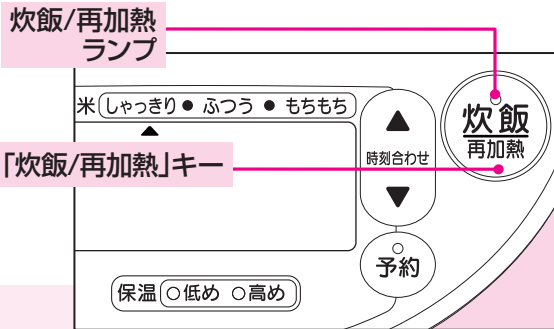 炊飯/再加熱
ランプ
米 しゃっきり ● ふつう ● もちもち
「炊飯/再加熱」キー
▲
時刻合わせ
▼
炊飯
再加熱
予約
保温 ○低め ○高め